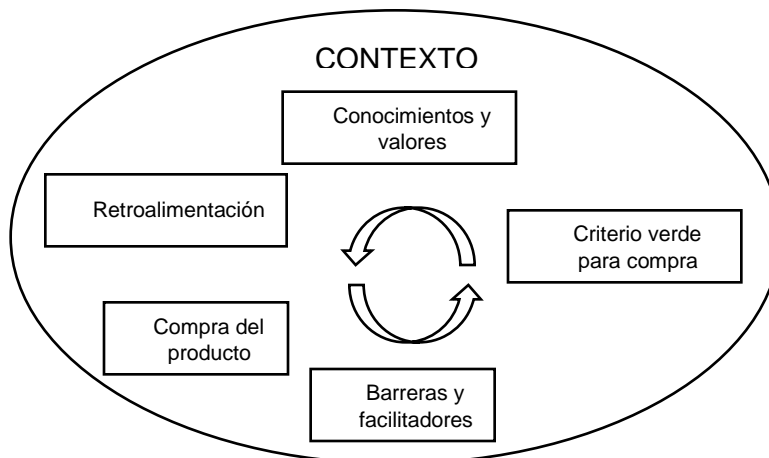 CONTEXTO
Conocimientos y
valores
Retroalimentación
Criterio verde
para compra
Compra del
producto
Barreras y
facilitadores